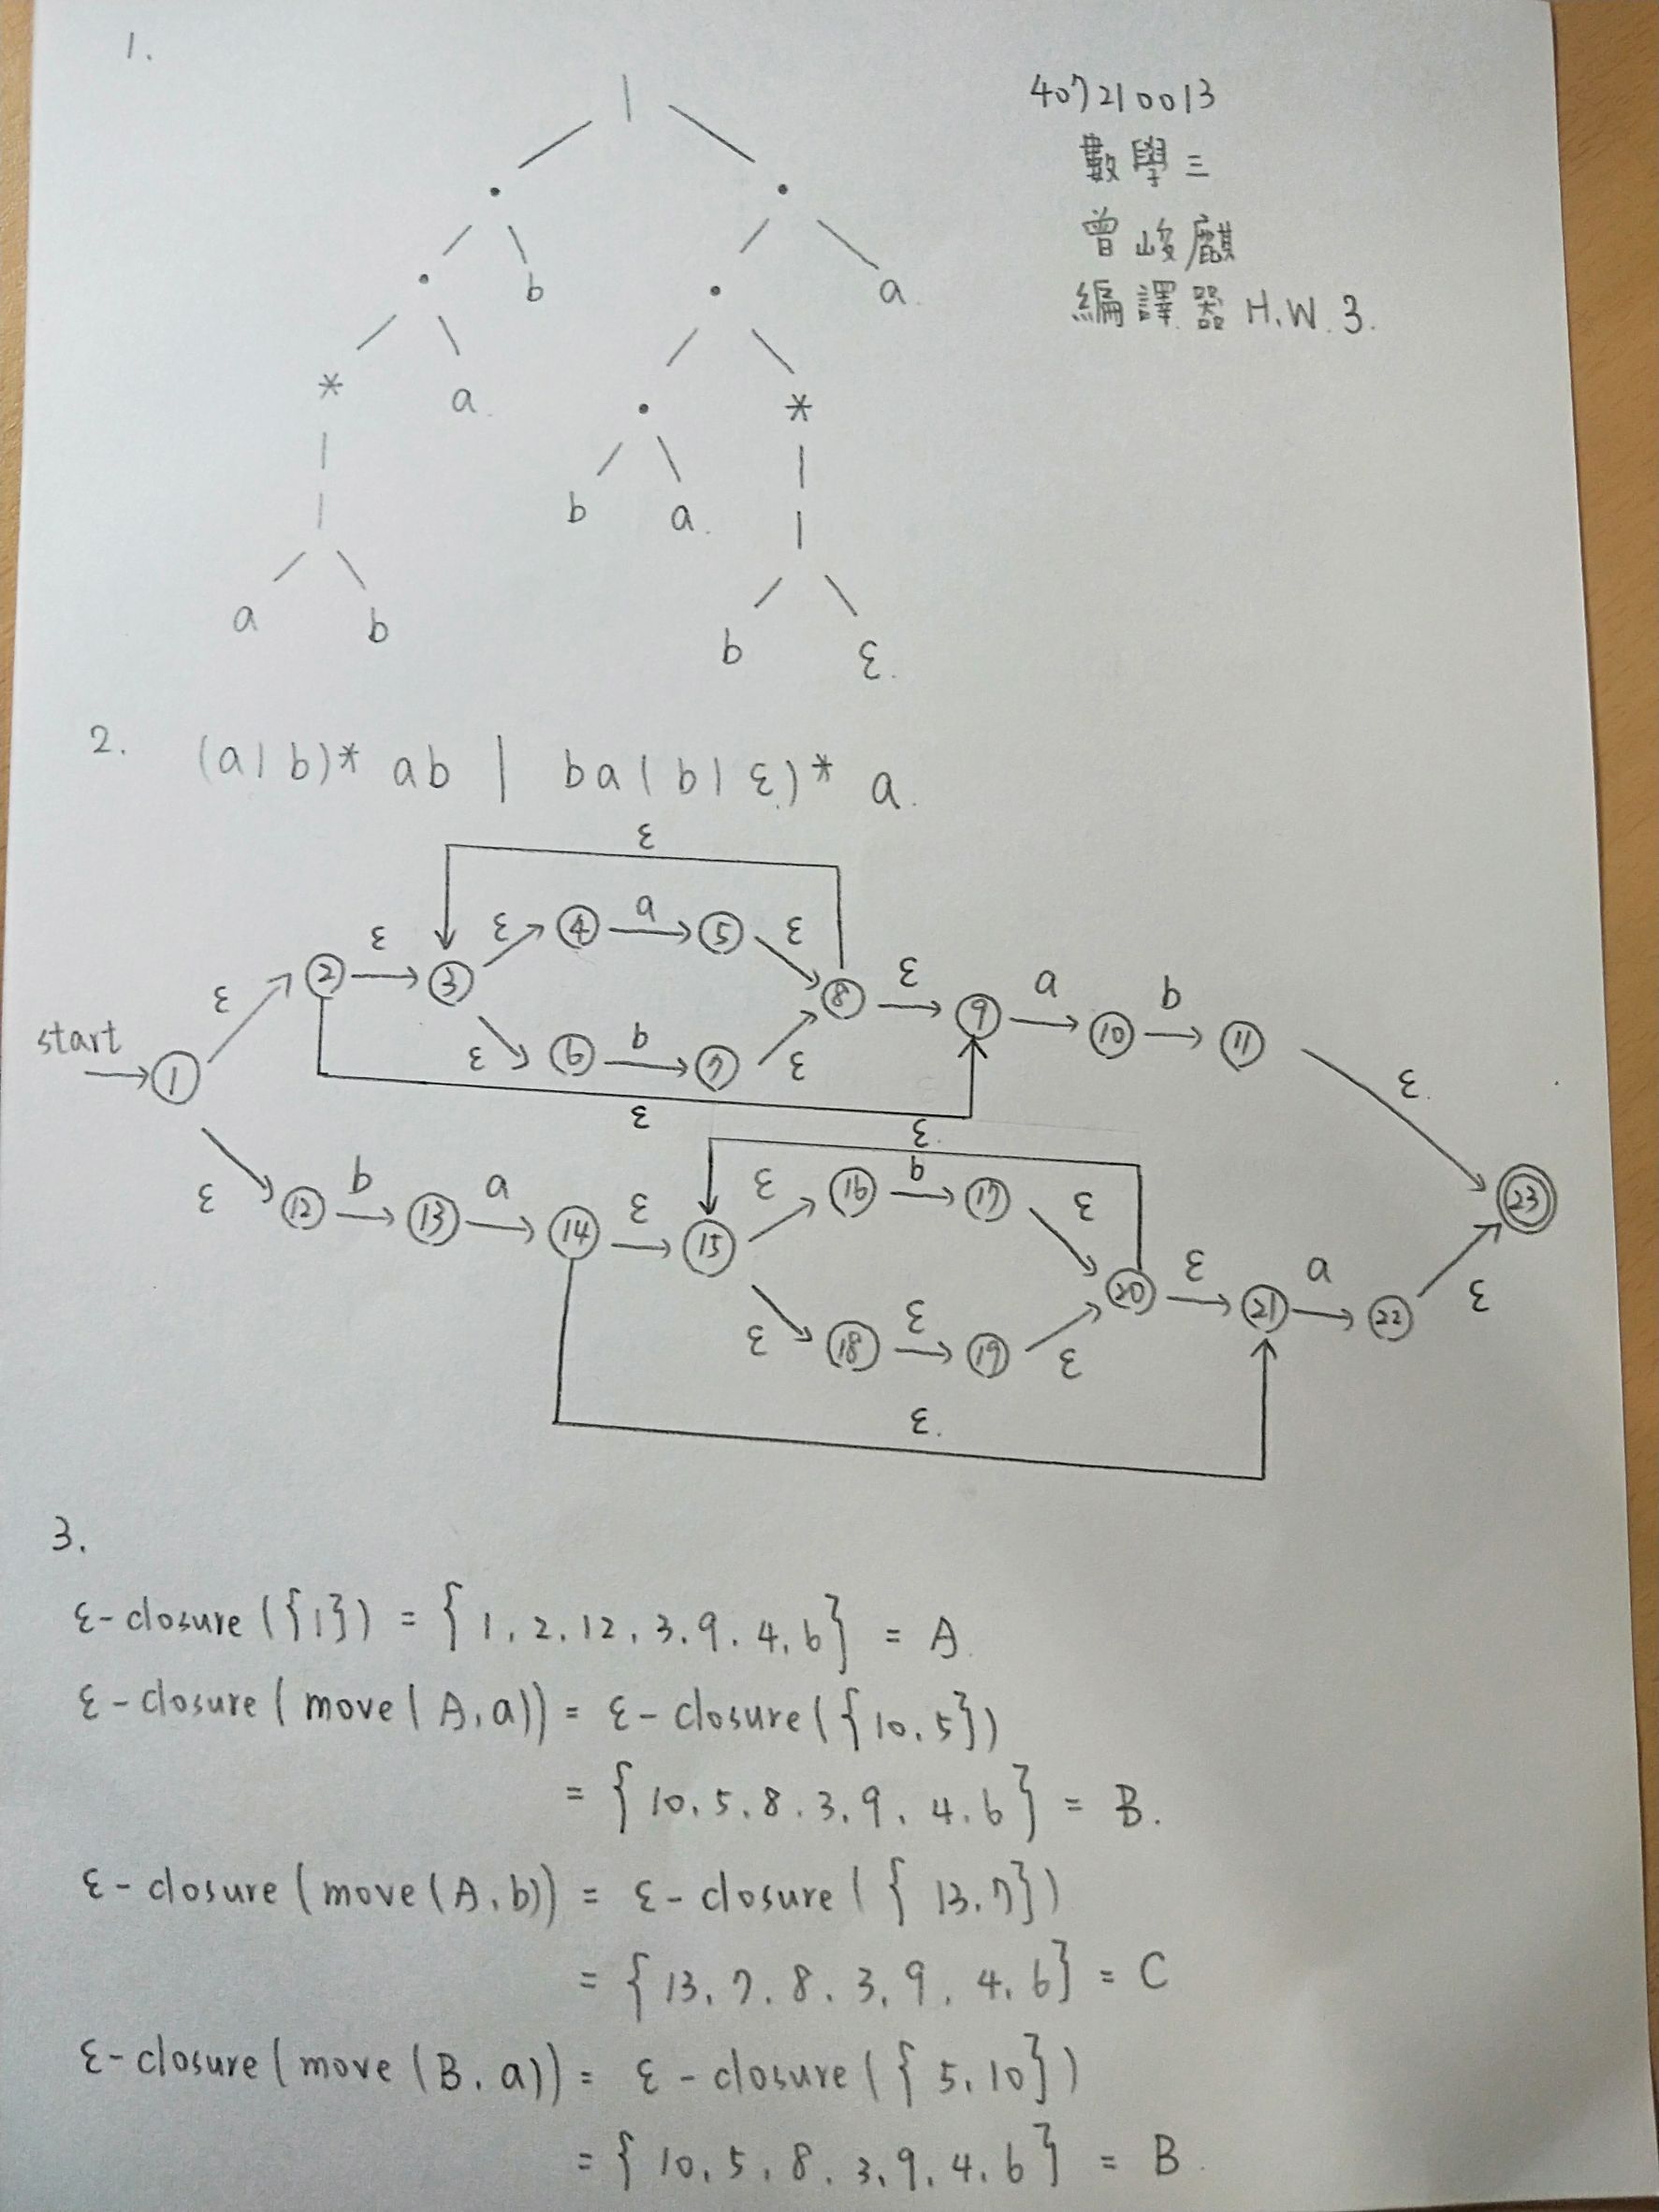 1.
407210013
數學三
曾峻麒
編譯器 H.W.3.
|
·
·
·
b
·
a
*
a
·
*
|
b
a
|
a
b
b
ε
2. (a|b)* ab | ba(b|ε)* a
ε
ε
ε
4
a
5
ε
start
1
ε
2
3
8
ε
9
a
10
b
11
ε
6
b
7
ε
ε
ε
ε
ε
12
b
13
a
14
ε
15
ε
16
b
17
ε
23
20
ε
21
a
22
ε
ε
18
ε
19
ε
ε
3.
ε-closure({1}) = {1, 2, 12, 3, 9, 4, 6} = A
ε-closure(move(A, a)) = ε-closure({10, 5})
= {10, 5, 8, 3, 9, 4, 6} = B.
ε-closure(move(A, b)) = ε-closure({13, 7})
= {13, 7, 8, 3, 9, 4, 6} = C
ε-closure(move(B, a)) = ε-closure({5, 10})
= {10, 5, 8, 3, 9, 4, 6} = B